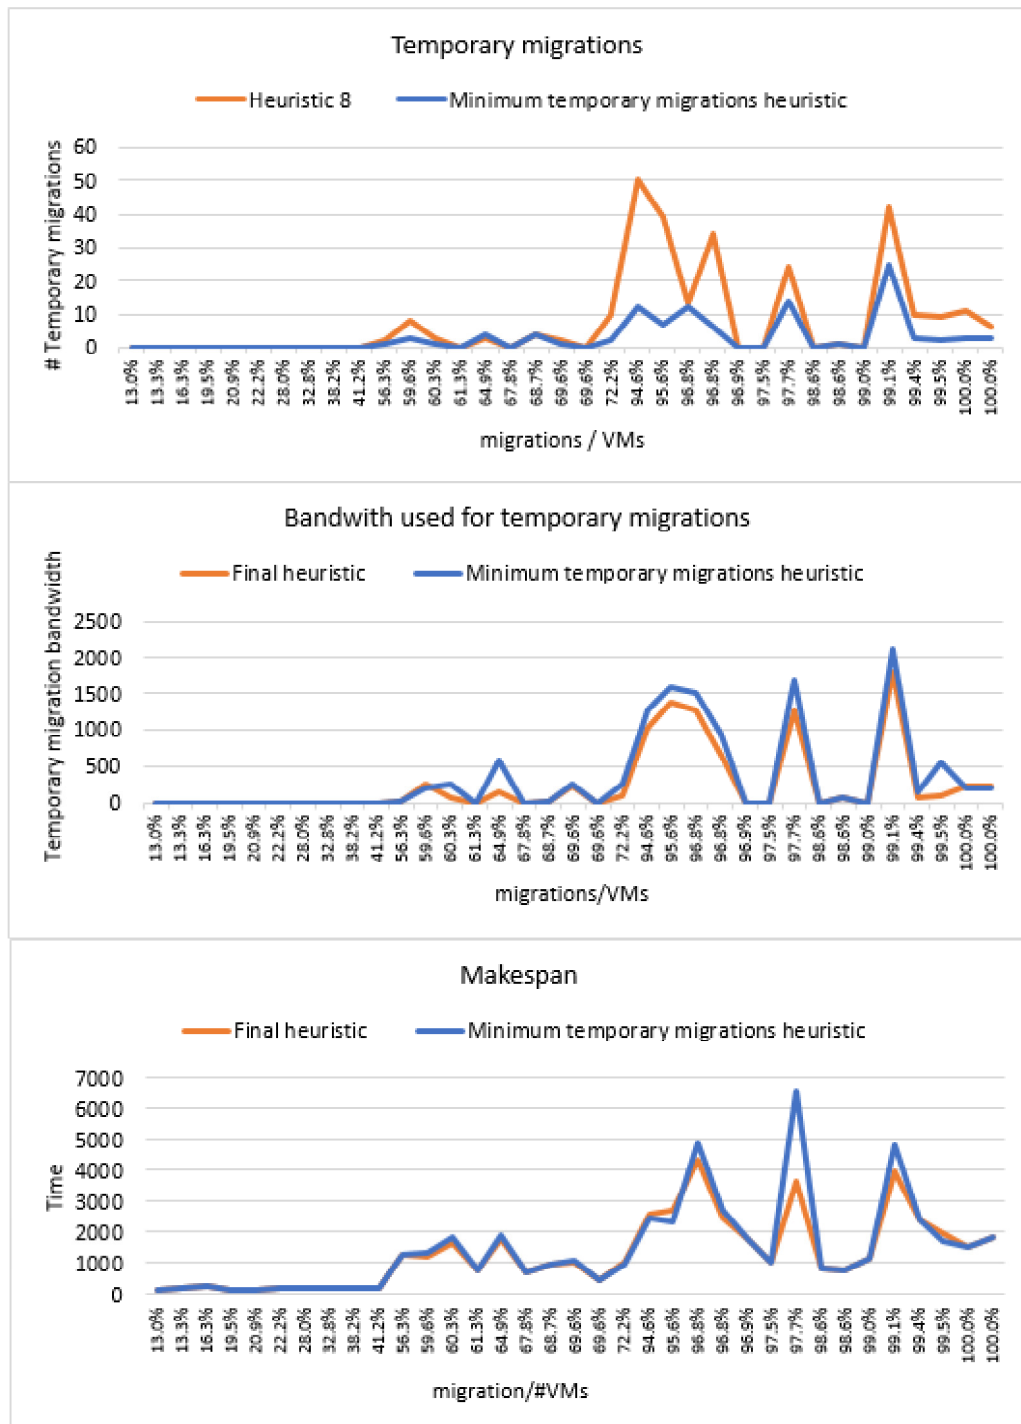 Temporary migrations
Heuristic 8 Minimum temporary migrations heuristic
# Temporary migrations
60
50
40
30
20
10
0
13.0% 13.3% 16.3% 19.5% 20.9% 22.2% 28.0% 32.8% 38.2% 41.2% 56.3% 59.6% 60.3% 61.3% 64.9% 67.8% 68.7% 69.6% 69.6% 72.2% 94.6% 95.6% 96.8% 96.8% 96.9% 97.5% 97.7% 98.6% 98.6% 99.0% 99.1% 99.4% 99.5% 100.0% 100.0%
migrations / VMs
Bandwith used for temporary migrations
Final heuristic Minimum temporary migrations heuristic
Temporary migration bandwidth
2500
2000
1500
1000
500
0
13.0% 13.3% 16.3% 19.5% 20.9% 22.2% 28.0% 32.8% 38.2% 41.2% 56.3% 59.6% 60.3% 61.3% 64.9% 67.8% 68.7% 69.6% 69.6% 72.2% 94.6% 95.6% 96.8% 96.8% 96.9% 97.5% 97.7% 98.6% 98.6% 99.0% 99.1% 99.4% 99.5% 100.0% 100.0%
migrations/VMs
Makespan
Final heuristic Minimum temporary migrations heuristic
Time
7000
6000
5000
4000
3000
2000
1000
0
13.0% 13.3% 16.3% 19.5% 20.9% 22.2% 28.0% 32.8% 38.2% 41.2% 56.3% 59.6% 60.3% 61.3% 64.9% 67.8% 68.7% 69.6% 69.6% 72.2% 94.6% 95.6% 96.8% 96.8% 96.9% 97.5% 97.7% 98.6% 98.6% 99.0% 99.1% 99.4% 99.5% 100.0% 100.0%
migration/#VMs